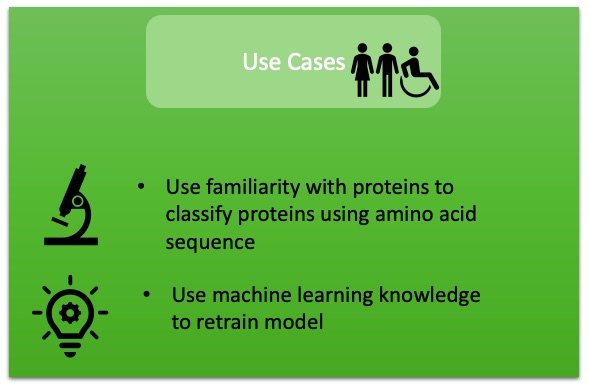 Use Cases
• Use familiarity with proteins to
classify proteins using amino acid
sequence
• Use machine learning knowledge
to retrain model